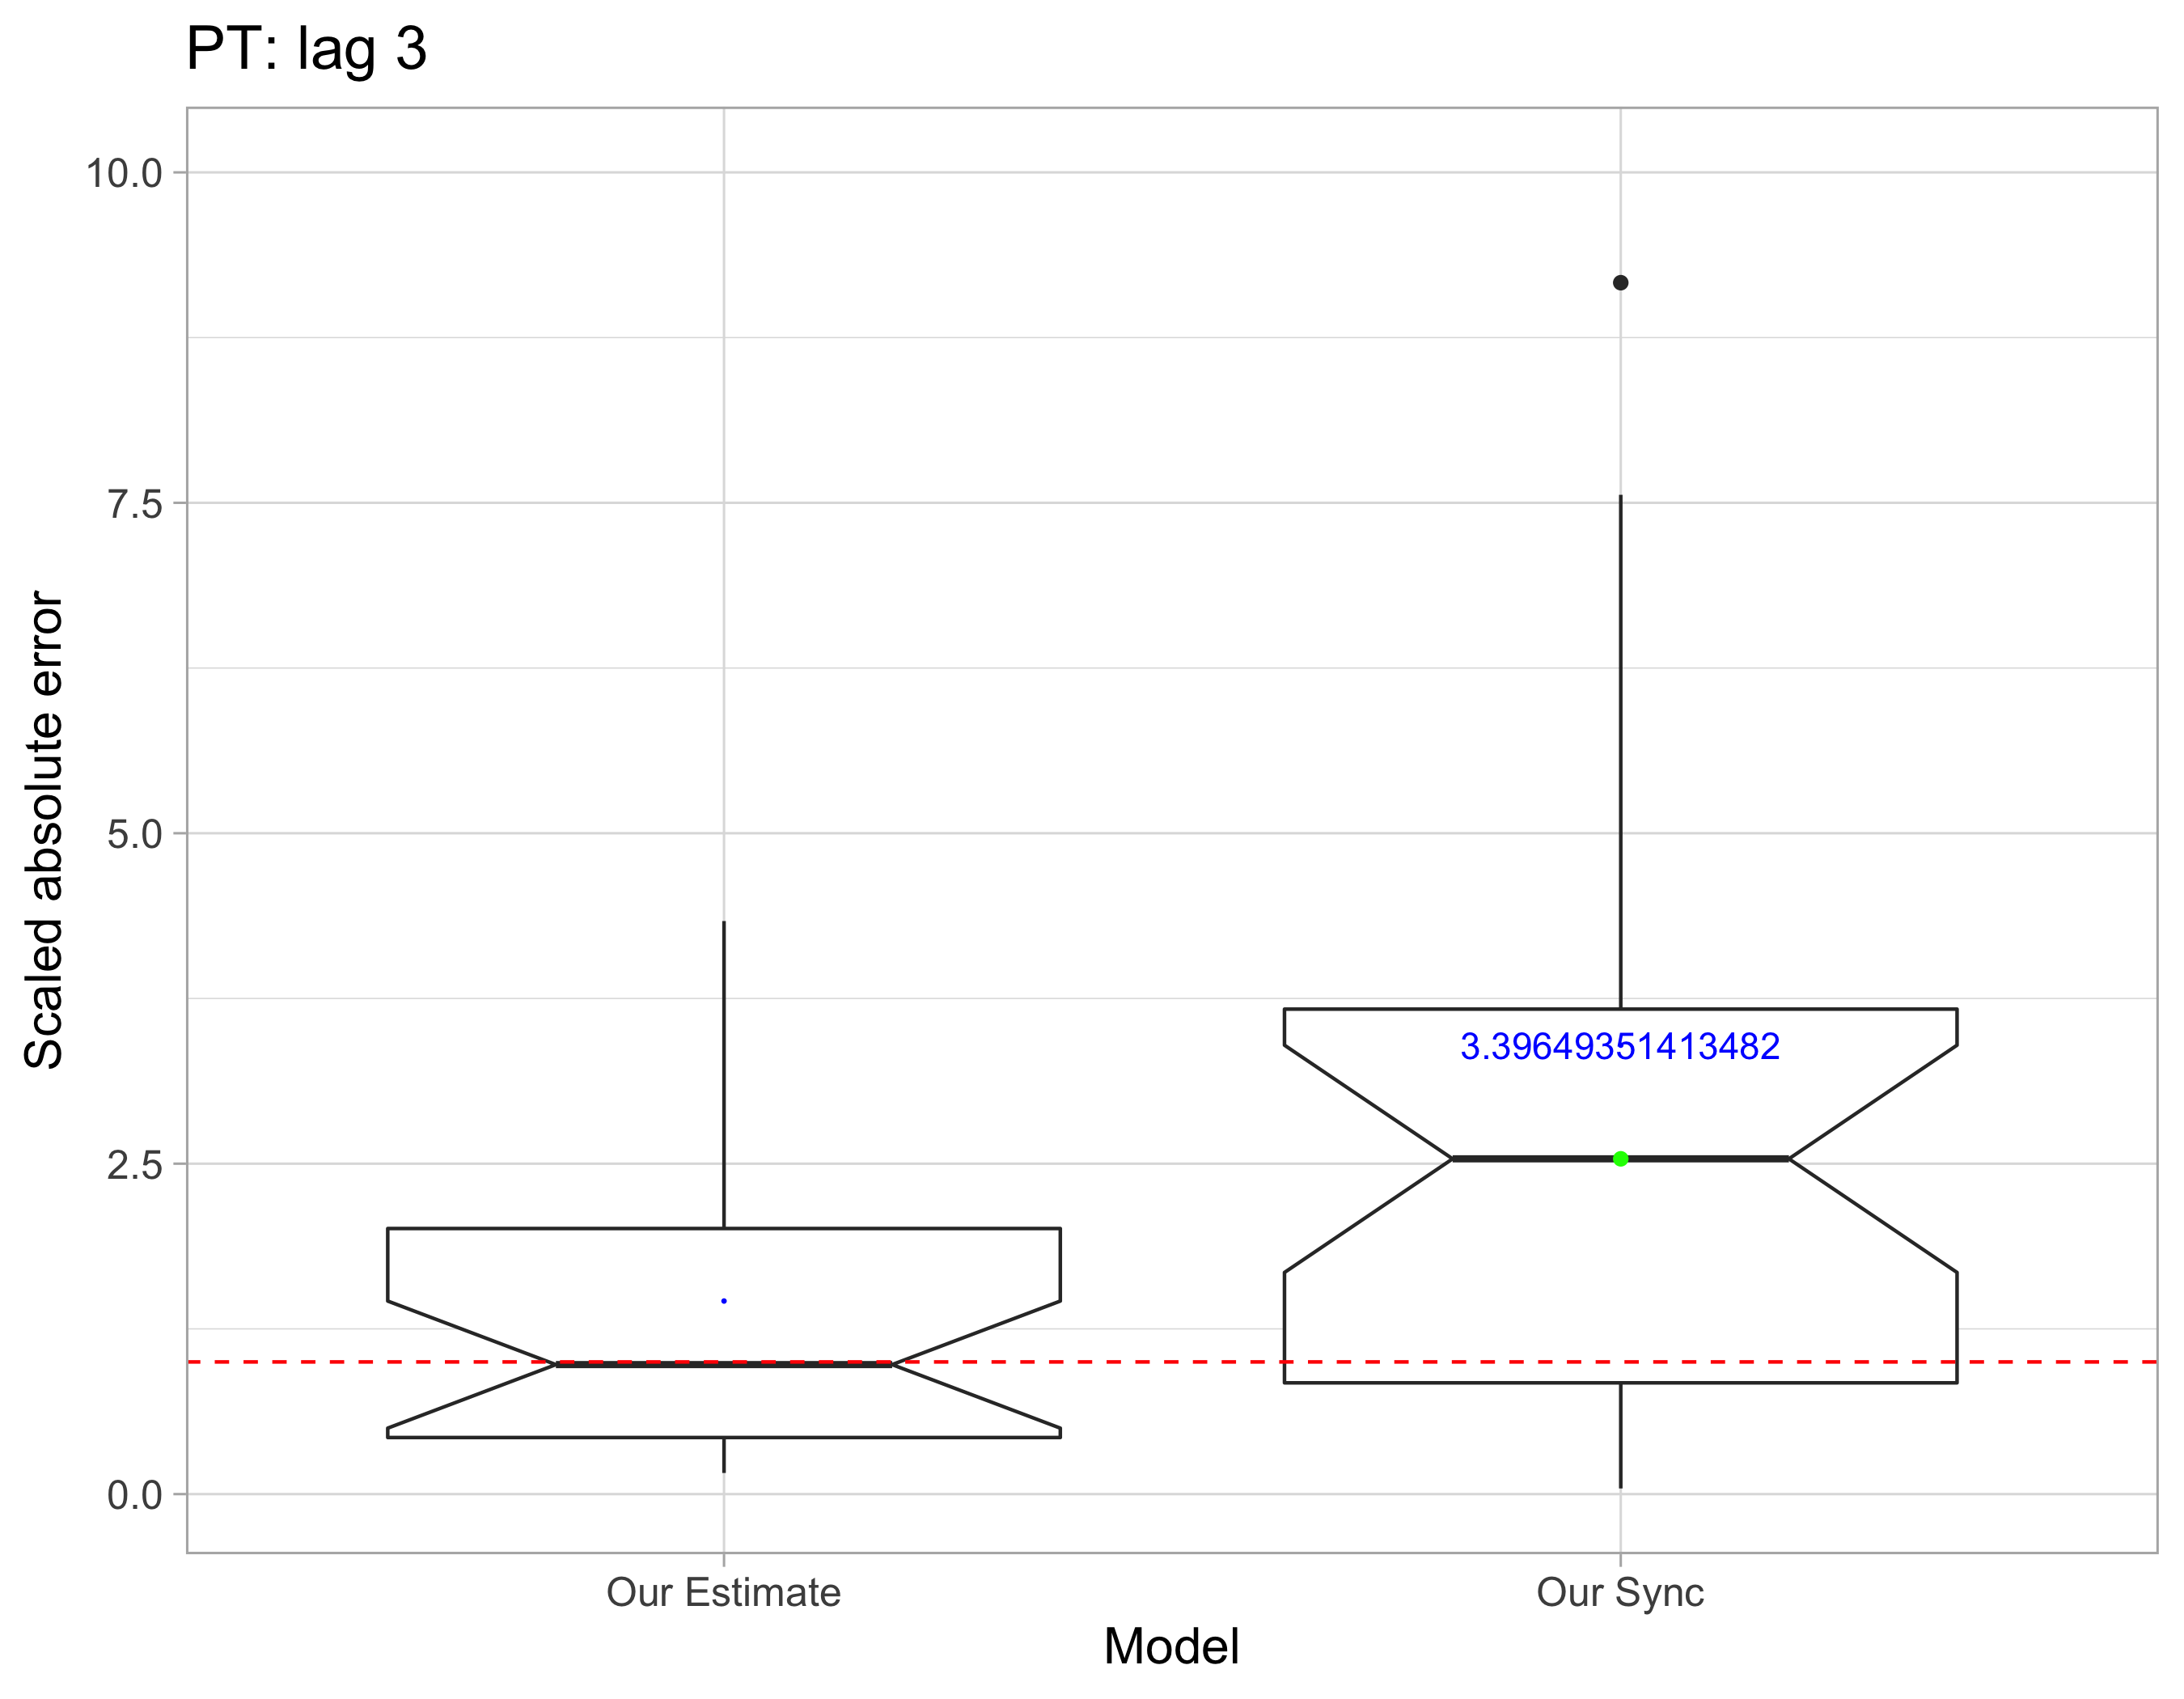 PT: lag 3
10.0
7.5
5.0
2.5
0.0
Scaled absolute error
3.39649351413482
Our Estimate
Our Sync
Model